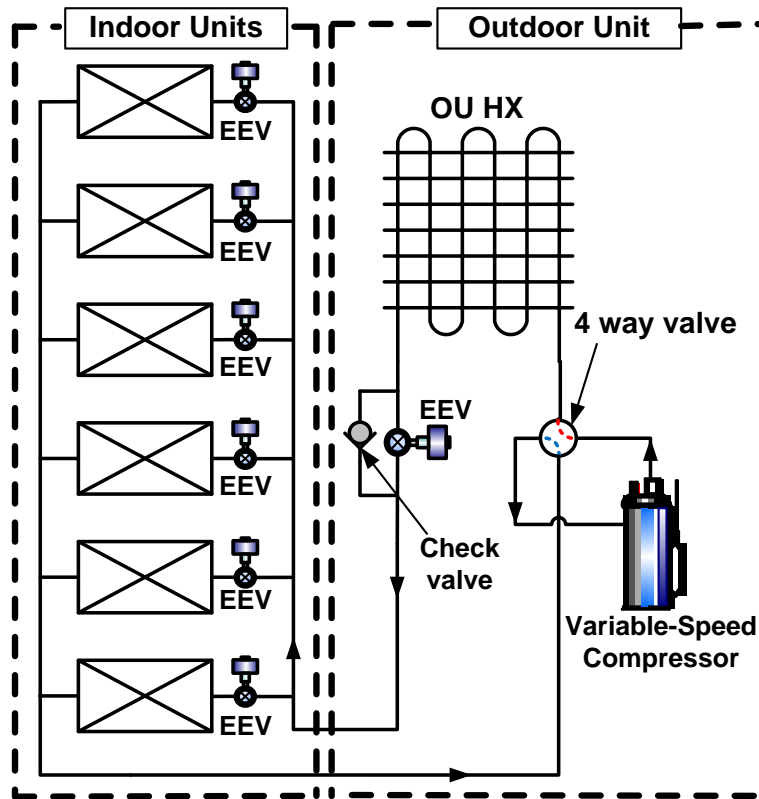 Indoor Units
Outdoor Unit
EEV
EEV
EEV
EEV
EEV
EEV
OU HX
4 way valve
EEV
Check
valve
Variable-Speed
Compressor